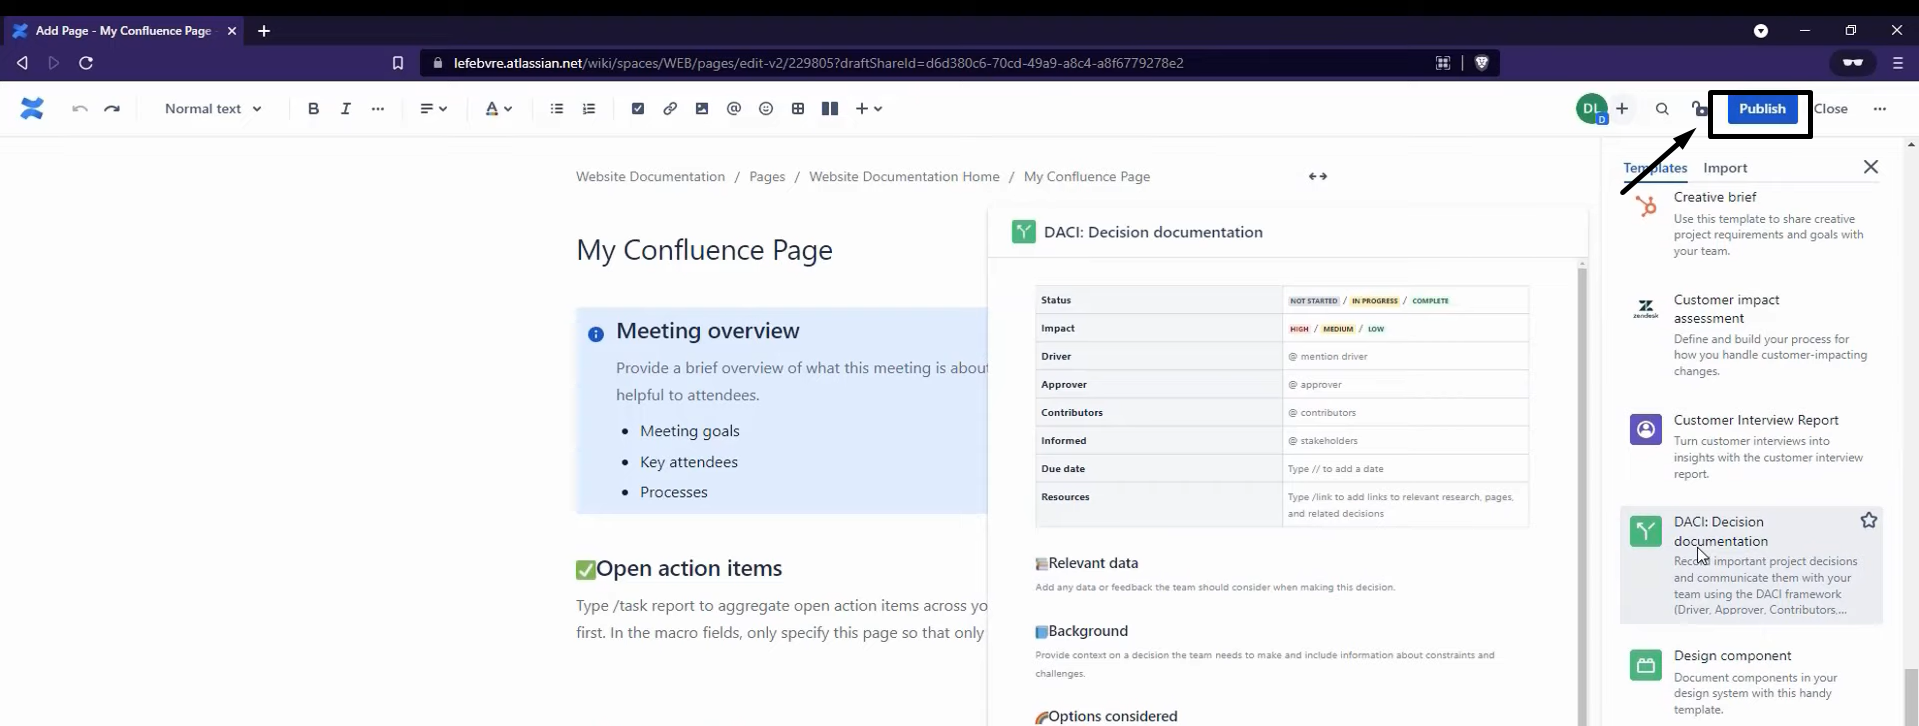 Add Page - My Confluence Page
lefebvre.atlassian.net/wiki/spaces/WEB/pages/edit-v2/229805?draftShareId=d6d380c6-70cd-49a9-a8c4-a8f6779278e2
Normal text
B I
A
DL
D
Publish
Close
Website Documentation / Pages / Website Documentation Home / My Confluence Page
My Confluence Page
Meeting overview
Provide a brief overview of what this meeting is about
helpful to attendees.
Meeting goals
Key attendees
Processes
Open action items
Type /task report to aggregate open action items across yo
first. In the macro fields, only specify this page so that only
DACI: Decision documentation
Status NOT STARTED / IN PROGRESS / COMPLETE
Impact HIGH / MEDIUM / LOW
Driver @ mention driver
Approver @ approver
Contributors @ contributors
Informed @ stakeholders
Due date Type // to add a date
Resources Type /link to add links to relevant research, pages,
and related decisions
Relevant data
Add any data or feedback the team should consider when making this decision.
Background
Provide context on a decision the team needs to make and include information about constraints and
challenges.
Options considered
Templates Import
Creative brief
Use this template to share creative
project requirements and goals with
your team.
zendesk
Customer impact
assessment
Define and build your process for
how you handle customer-impacting
changes.
Customer Interview Report
Turn customer interviews into
insights with the customer interview
report.
DACI: Decision
documentation
Record important project decisions
and communicate them with your
team using the DACI framework
(Driver, Approver, Contributors,...
Design component
Document components in your
design system with this handy
template.